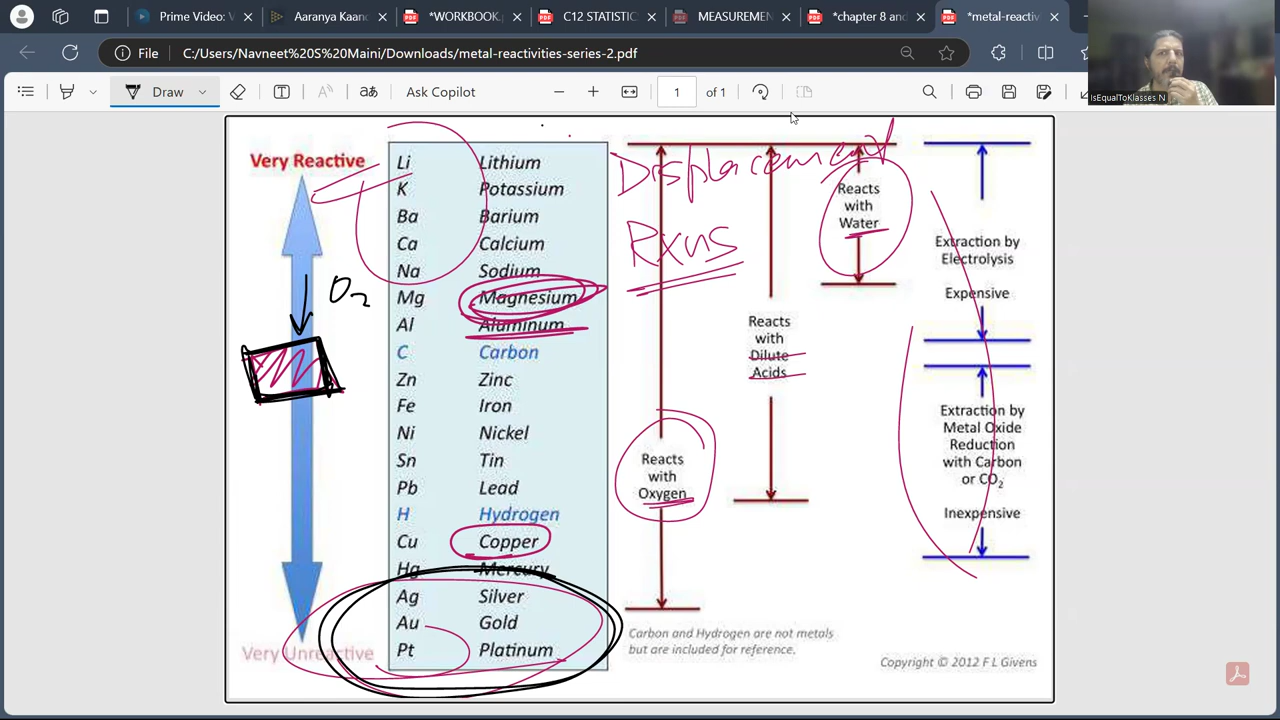 Prime Video: V
Aaranya Kaand
*WORKBOOK.p
C12 STATISTIC
MEASUREMEN
*chapter 8 and
*metal-reactiv
File
C:/Users/Navneet%20S%20Maini/Downloads/metal-reactivities-series-2.pdf
IsEqualToKlasses N
Draw
Ask Copilot
1 of 1
Very Reactive
Li Lithium
K Potassium
Ba Barium
Ca Calcium
Na Sodium
Mg Magnesium
Al Aluminum
C Carbon
Zn Zinc
Fe Iron
Ni Nickel
Sn Tin
Pb Lead
H Hydrogen
Cu Copper
Hg Mercury
Ag Silver
Au Gold
Pt Platinum
Very Unreactive
O2
Displacement
Rxns
Reacts
with
Oxygen
Reacts
with
Dilute
Acids
Reacts
with
Water
Extraction by
Electrolysis
Expensive
Extraction by
Metal Oxide
Reduction
with Carbon
or CO2
Inexpensive
Carbon and Hydrogen are not metals
but are included for reference.
Copyright © 2012 F L Givens